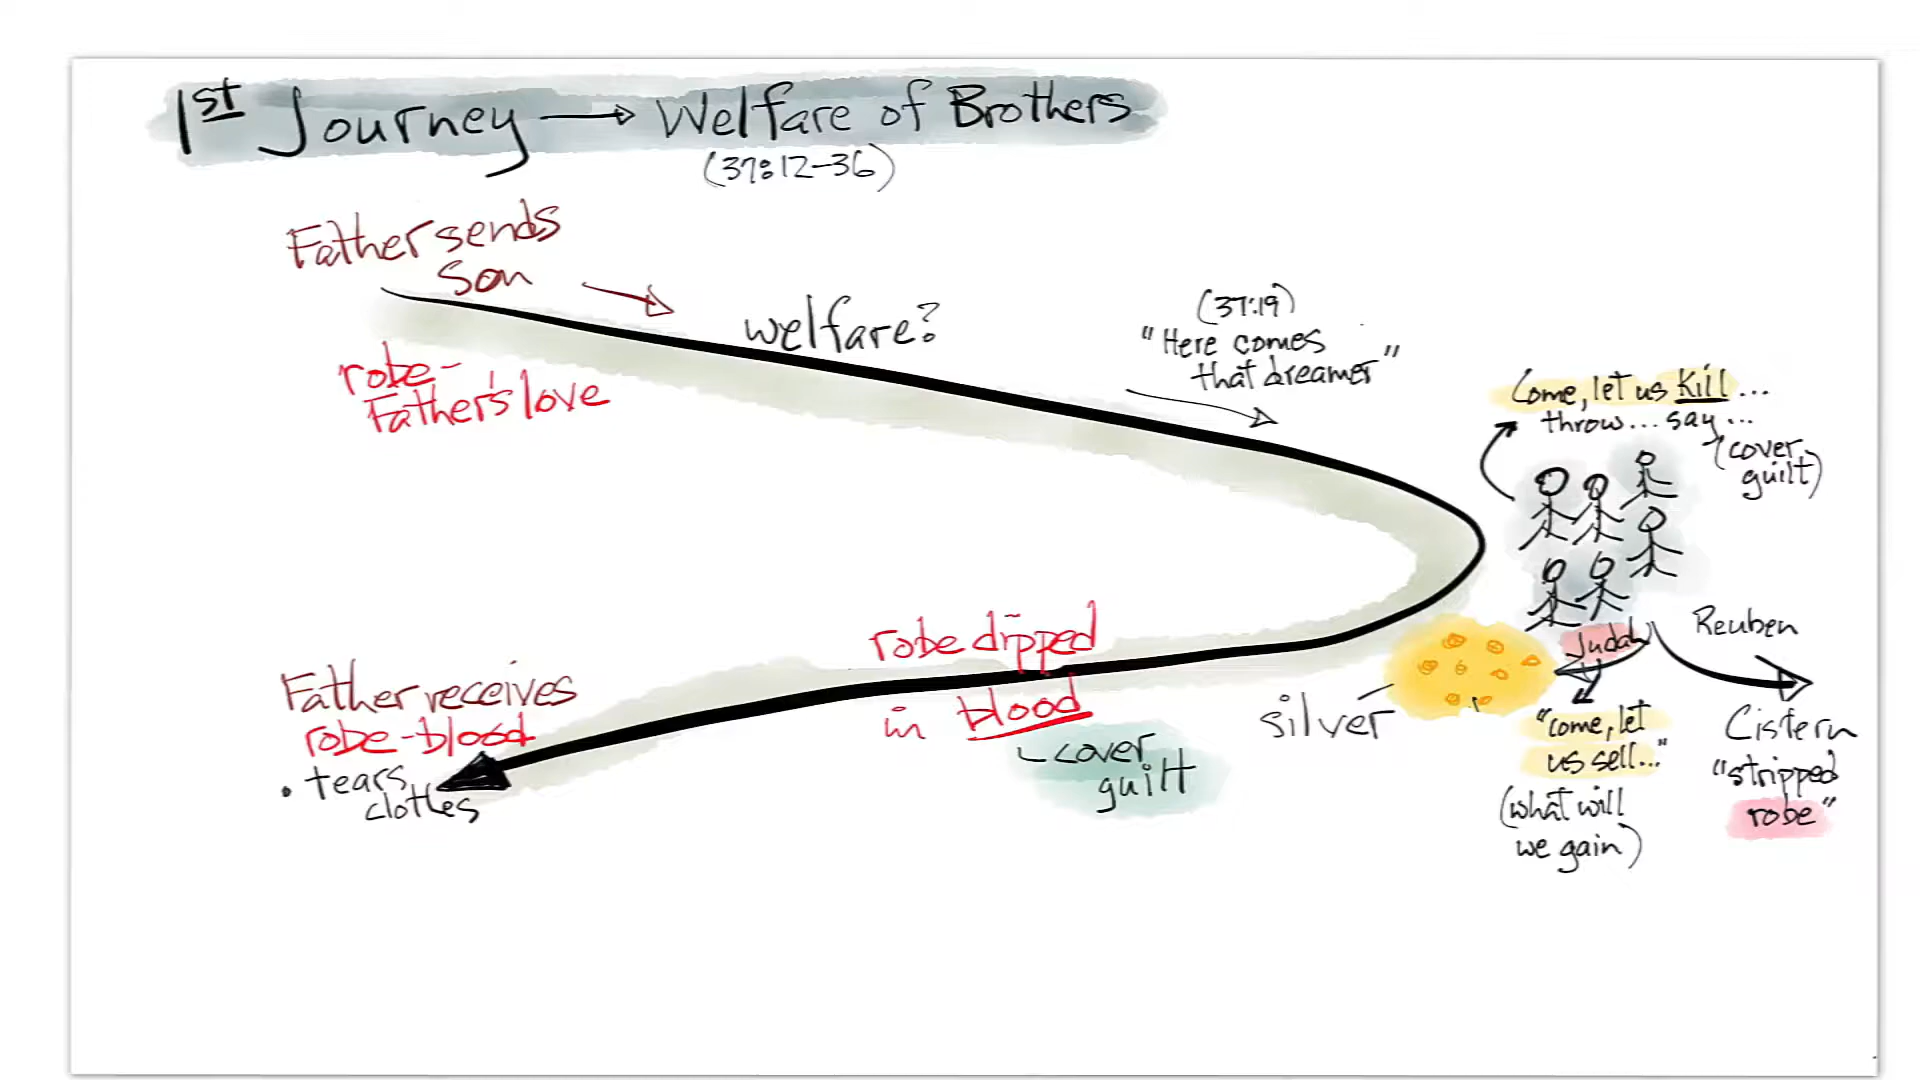 1st Journey → Welfare of Brothers
(37:12-36)
Father sends
son
welfare?
(37:19)
"Here comes
that dreamer"
robe-
Father's love
Come, let us Kill...
throw... say...
(cover
guilt)
robe dipped
in blood
cover
guilt
silver
Judah
"come, let
us sell..."
(what will
we gain)
Reuben
Cistern
"stripped
robe"
Father receives
robe-blood
• tears
clothes